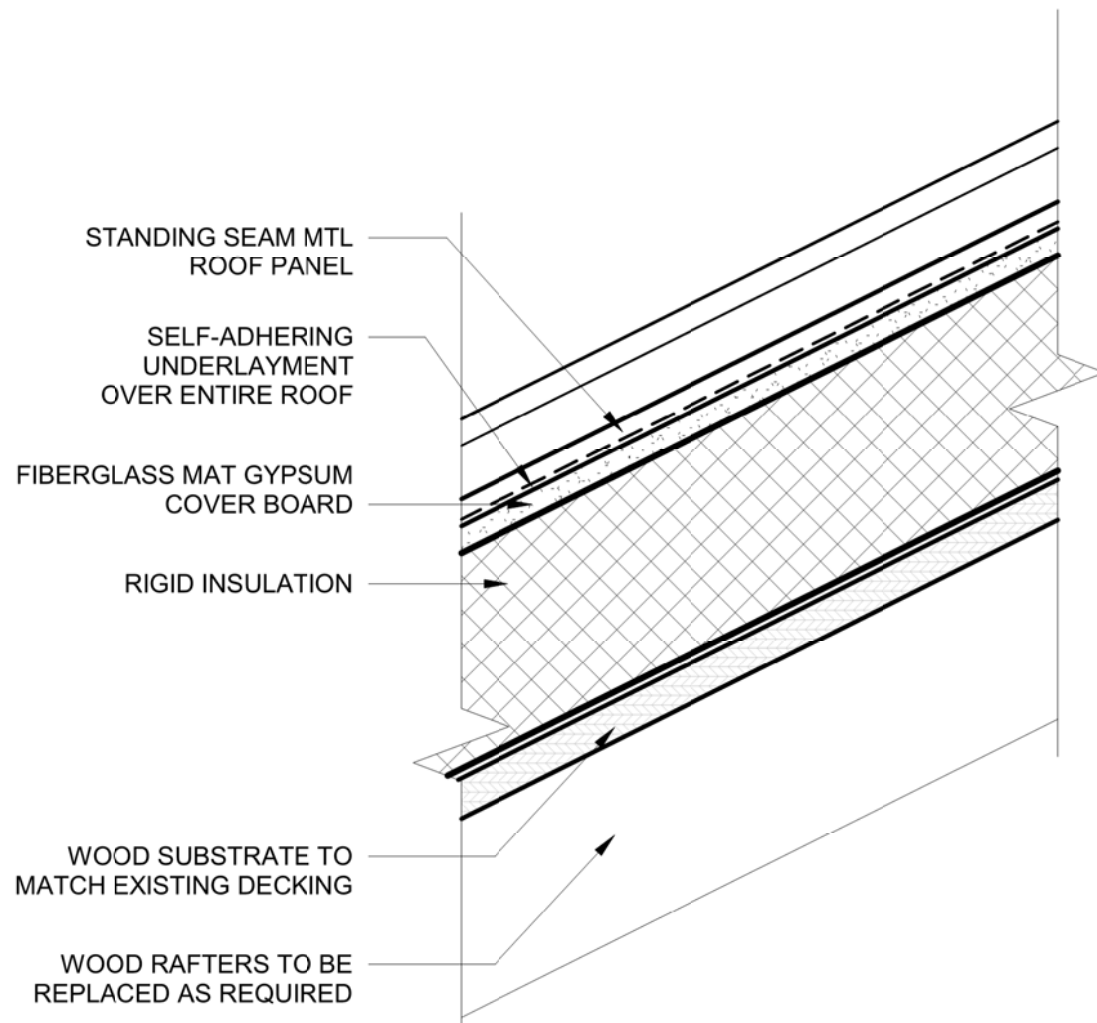 STANDING SEAM MTL
ROOF PANEL
SELF-ADHERING
UNDERLAYMENT
OVER ENTIRE ROOF
FIBERGLASS MAT GYPSUM
COVER BOARD
RIGID INSULATION
WOOD SUBSTRATE TO
MATCH EXISTING DECKING
WOOD RAFTERS TO BE
REPLACED AS REQUIRED